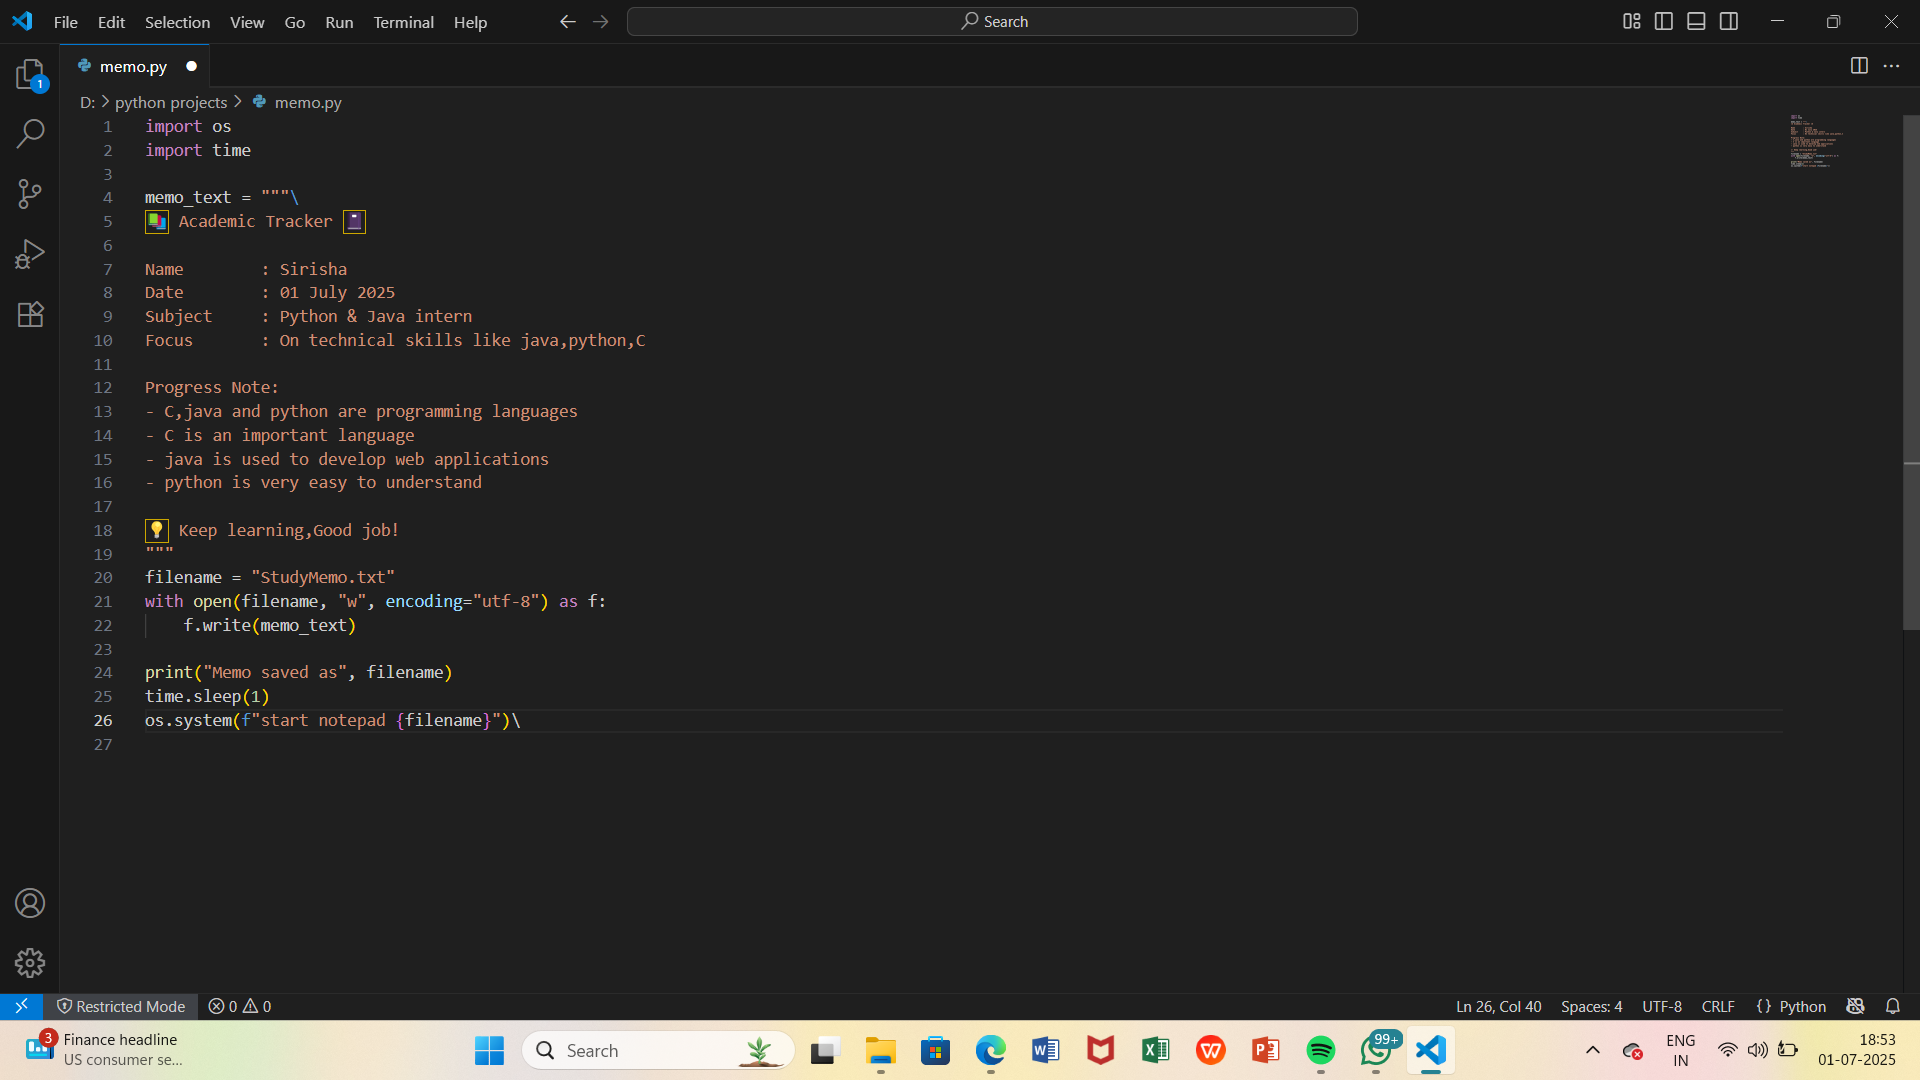 File Edit Selection View Go Run Terminal Help Search
memo.py
D: > python projects > memo.py
1 import os
2 import time
3
4 memo_text = """\
5 📚 Academic Tracker 📓
6
7 Name        : Sirisha
8 Date        : 01 July 2025
9 Subject     : Python & Java intern
10 Focus       : On technical skills like java,python,C
11
12 Progress Note:
13 - C,java and python are programming languages
14 - C is an important language
15 - java is used to develop web applications
16 - python is very easy to understand
17
18 💡 Keep learning,Good job!
19 """
20 filename = "StudyMemo.txt"
21 with open(filename, "w", encoding="utf-8") as f:
22     f.write(memo_text)
23
24 print("Memo saved as", filename)
25 time.sleep(1)
26 os.system(f"start notepad {filename}")\
27
1
Restricted Mode 0 0 Ln 26, Col 40 Spaces: 4 UTF-8 CRLF {} Python
3 Finance headline
US consumer se...
Search
99+
ENG
IN
18:53
01-07-2025